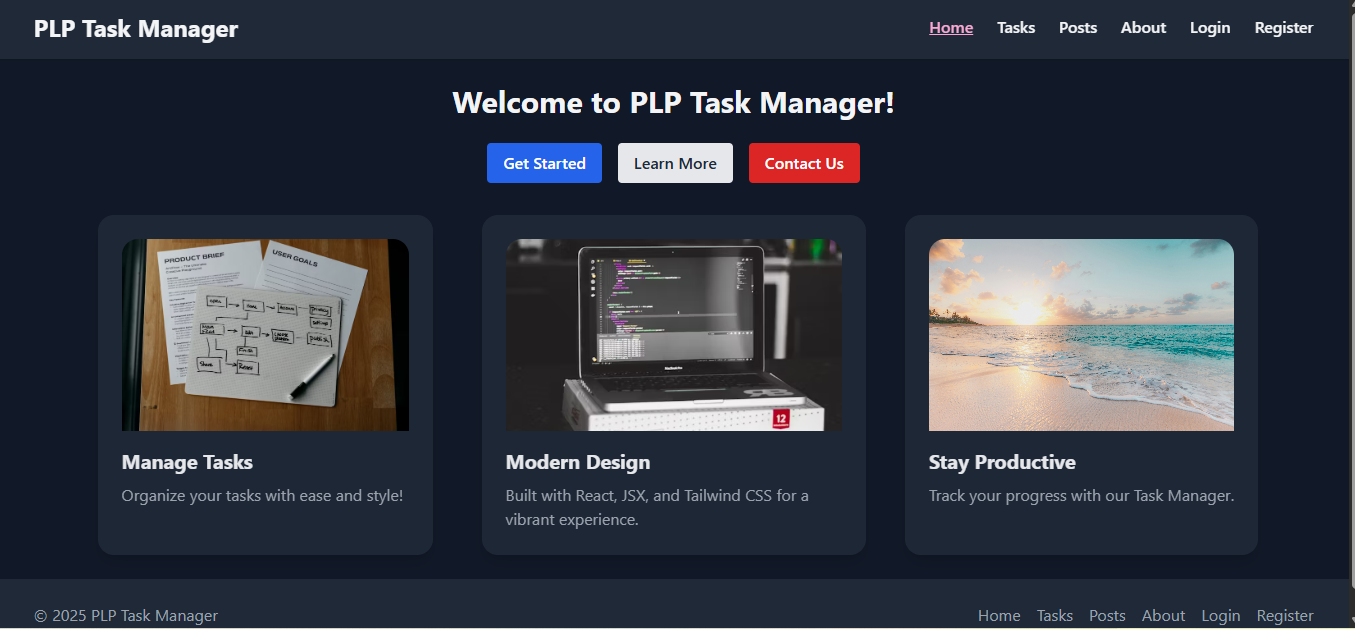 PLP Task Manager
Home Tasks Posts About Login Register
Welcome to PLP Task Manager!
Get Started Learn More Contact Us
PRODUCT BRIEF
USER GOALS
12
Manage Tasks
Organize your tasks with ease and style!
Modern Design
Built with React, JSX, and Tailwind CSS for a
vibrant experience.
Stay Productive
Track your progress with our Task Manager.
© 2025 PLP Task Manager
Home Tasks Posts About Login Register